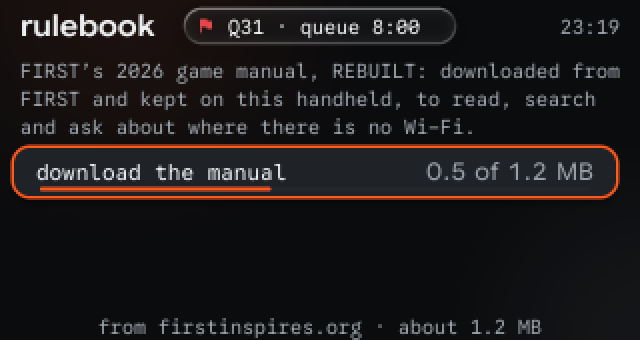 rulebook
Q31 · queue 8:00
23:19
FIRST's 2026 game manual, REBUILT: downloaded from
FIRST and kept on this handheld, to read, search
and ask about where there is no Wi-Fi.
download the manual
0.5 of 1.2 MB
from firstinspires.org · about 1.2 MB